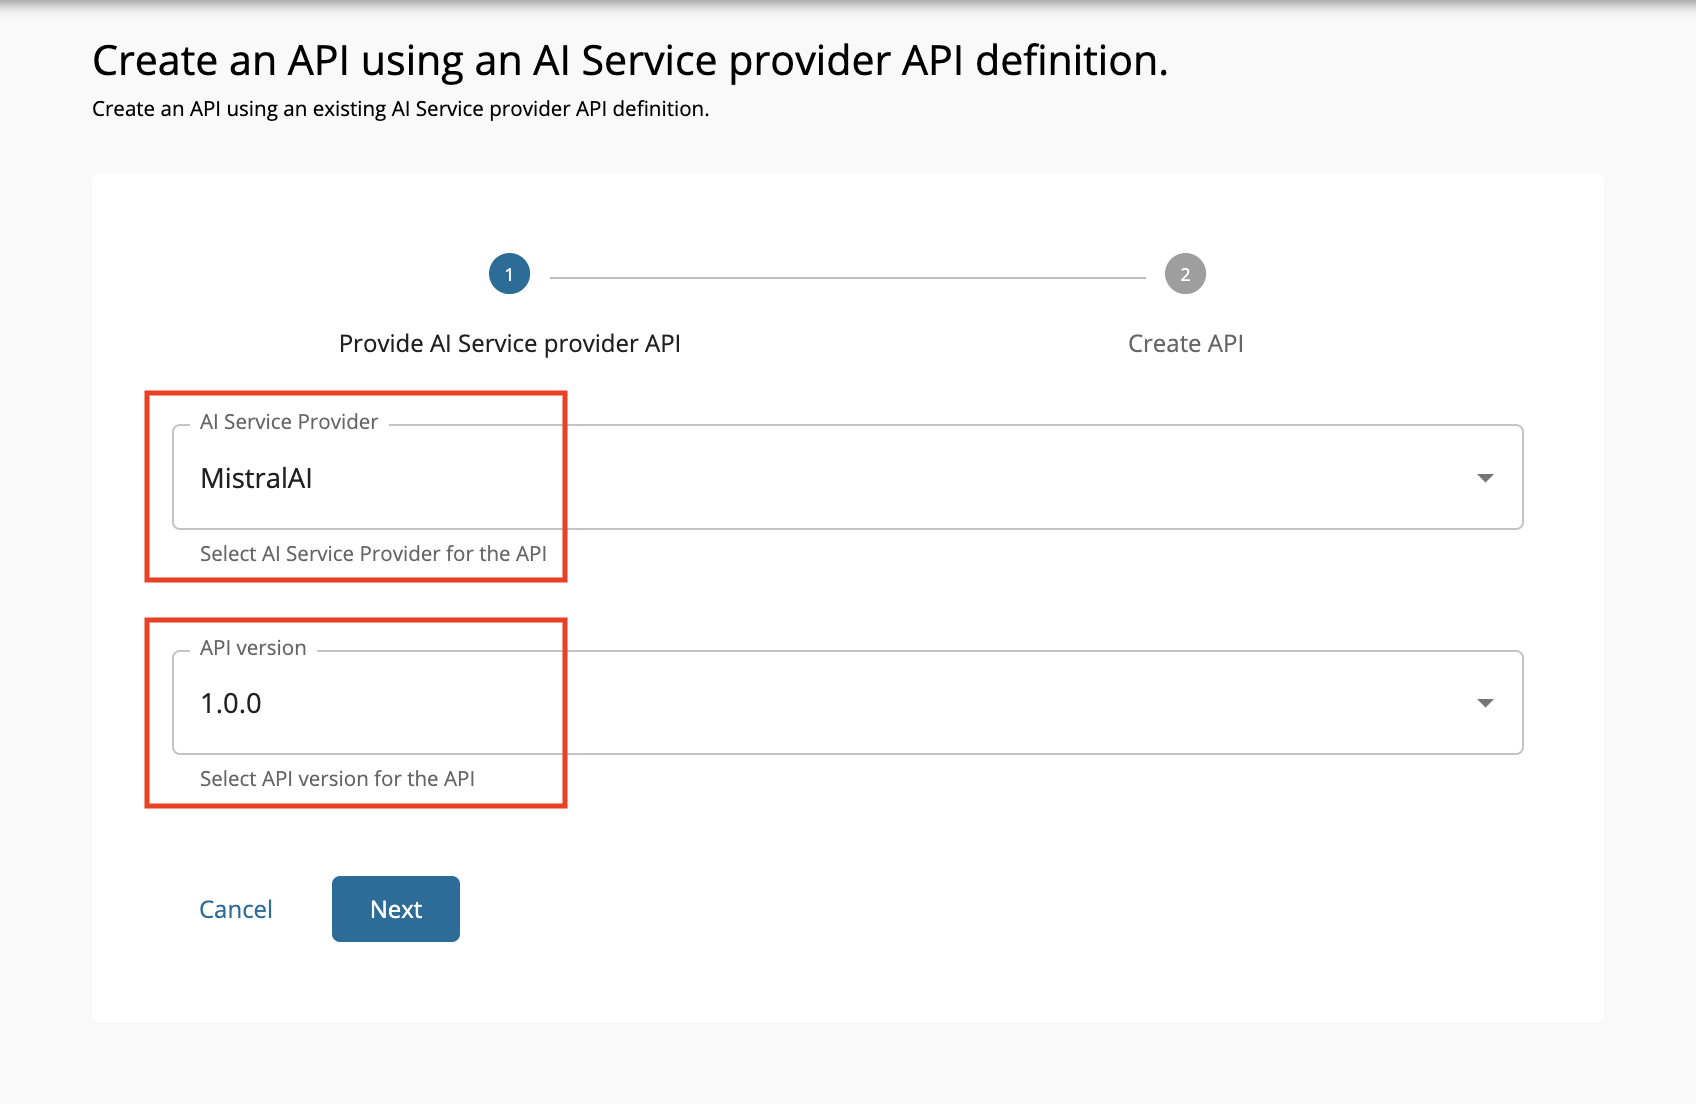 Create an API using an AI Service provider API definition.
Create an API using an existing AI Service provider API definition.
1
2
Provide AI Service provider API
Create API
AI Service Provider
MistralAI
Select AI Service Provider for the API
API version
1.0.0
Select API version for the API
Cancel
Next